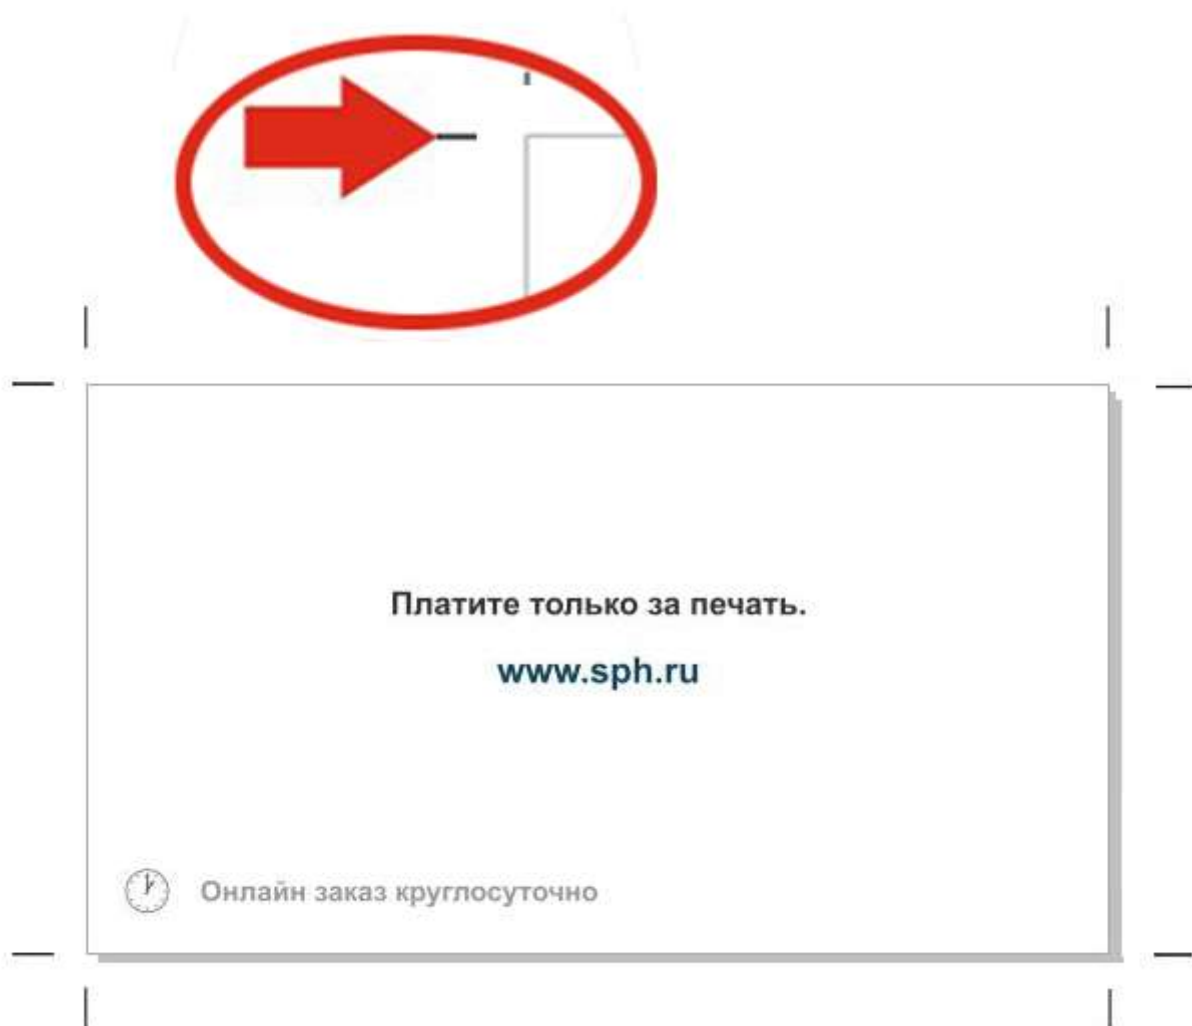 Платите только за печать.
www.sph.ru
Онлайн заказ круглосуточно